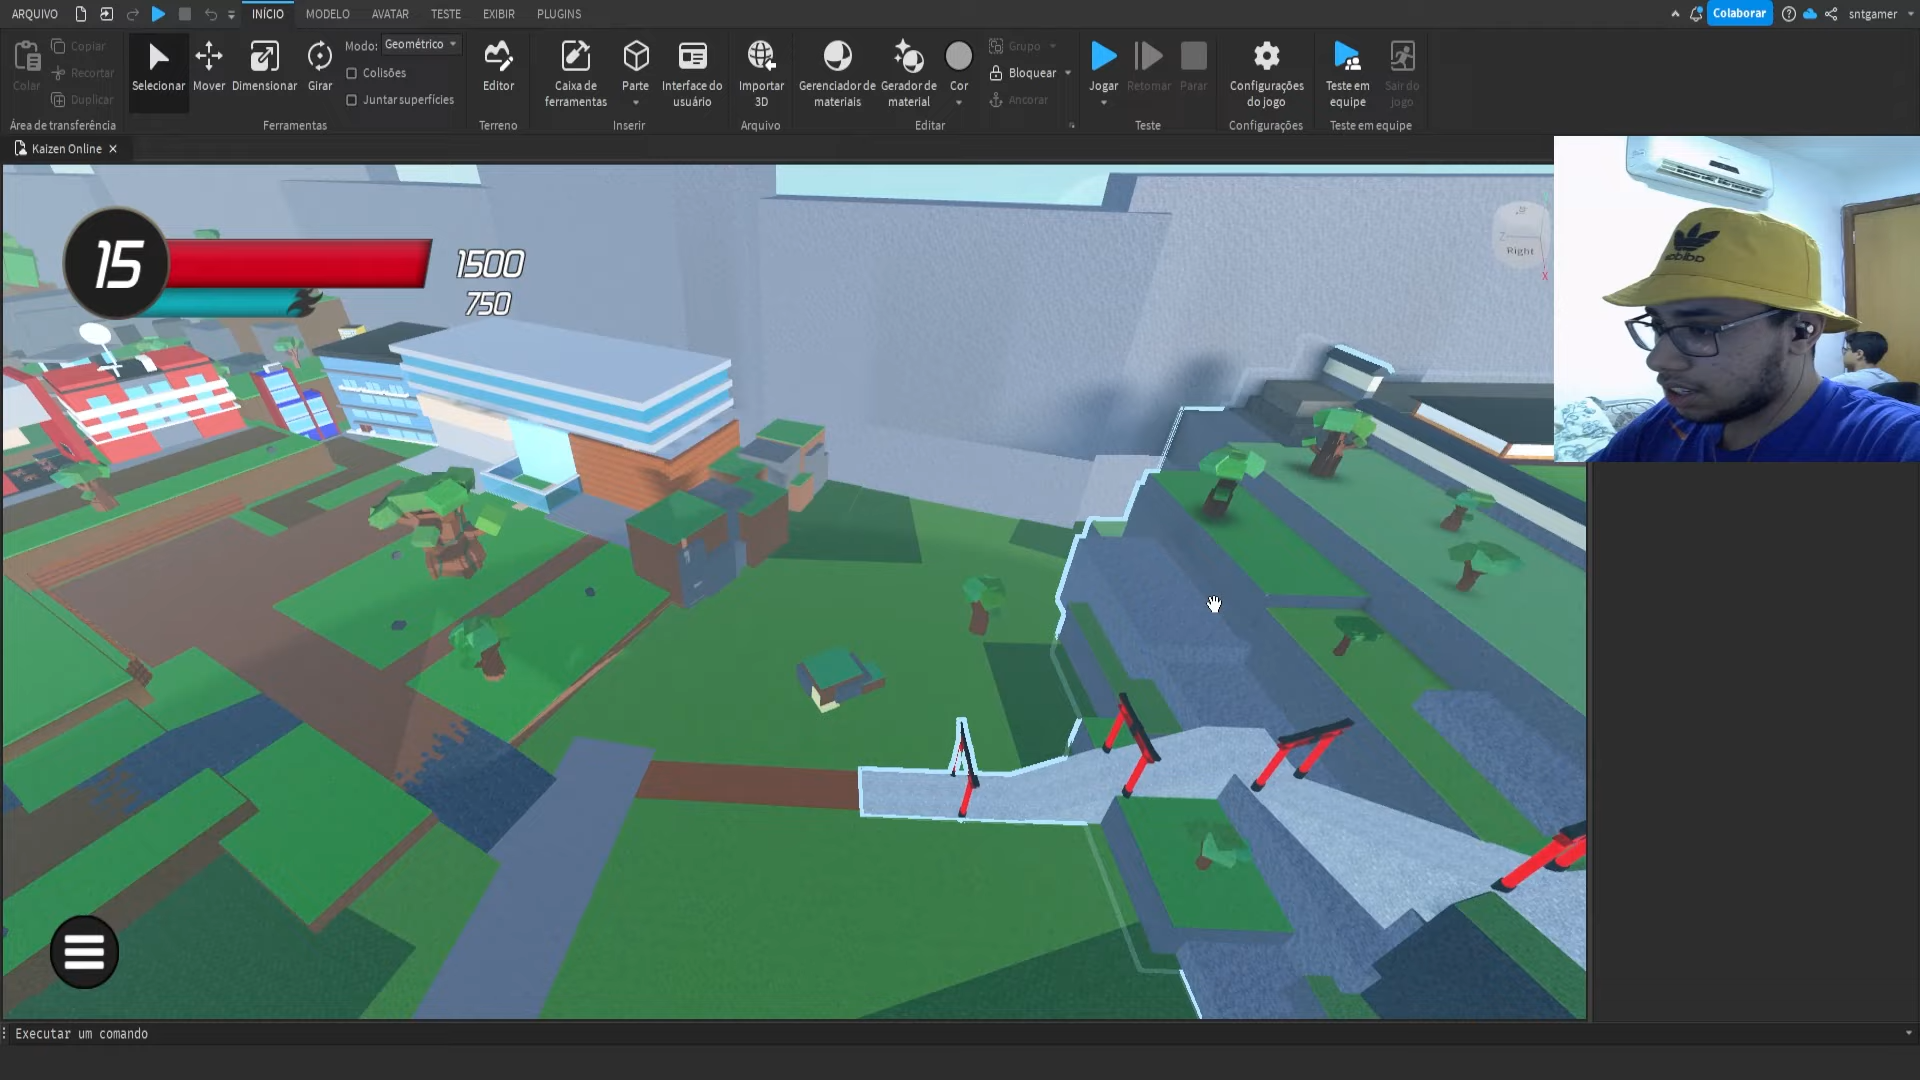 ARQUIVO INÍCIO MODELO AVATAR TESTE EXIBIR PLUGINS Colaborar sntgamer
Colar
Copiar
Recortar
Duplicar
Área de transferência
Selecionar Mover Dimensionar Girar
Modo: Geométrico
Colisões
Juntar superfícies
Ferramentas
Editor
Terreno
Caixa de ferramentas
Parte
Interface do usuário
Inserir
Importar 3D
Arquivo
Gerenciador de materiais
Gerador de material
Cor
Grupo
Bloquear
Ancorar
Editar
Jogar Retomar Parar
Teste
Configurações do jogo
Configurações
Teste em equipe
Sair do jogo
Teste em equipe
Kaizen Online
15
1500
750
Right
Z
X
adidas
Executar um comando